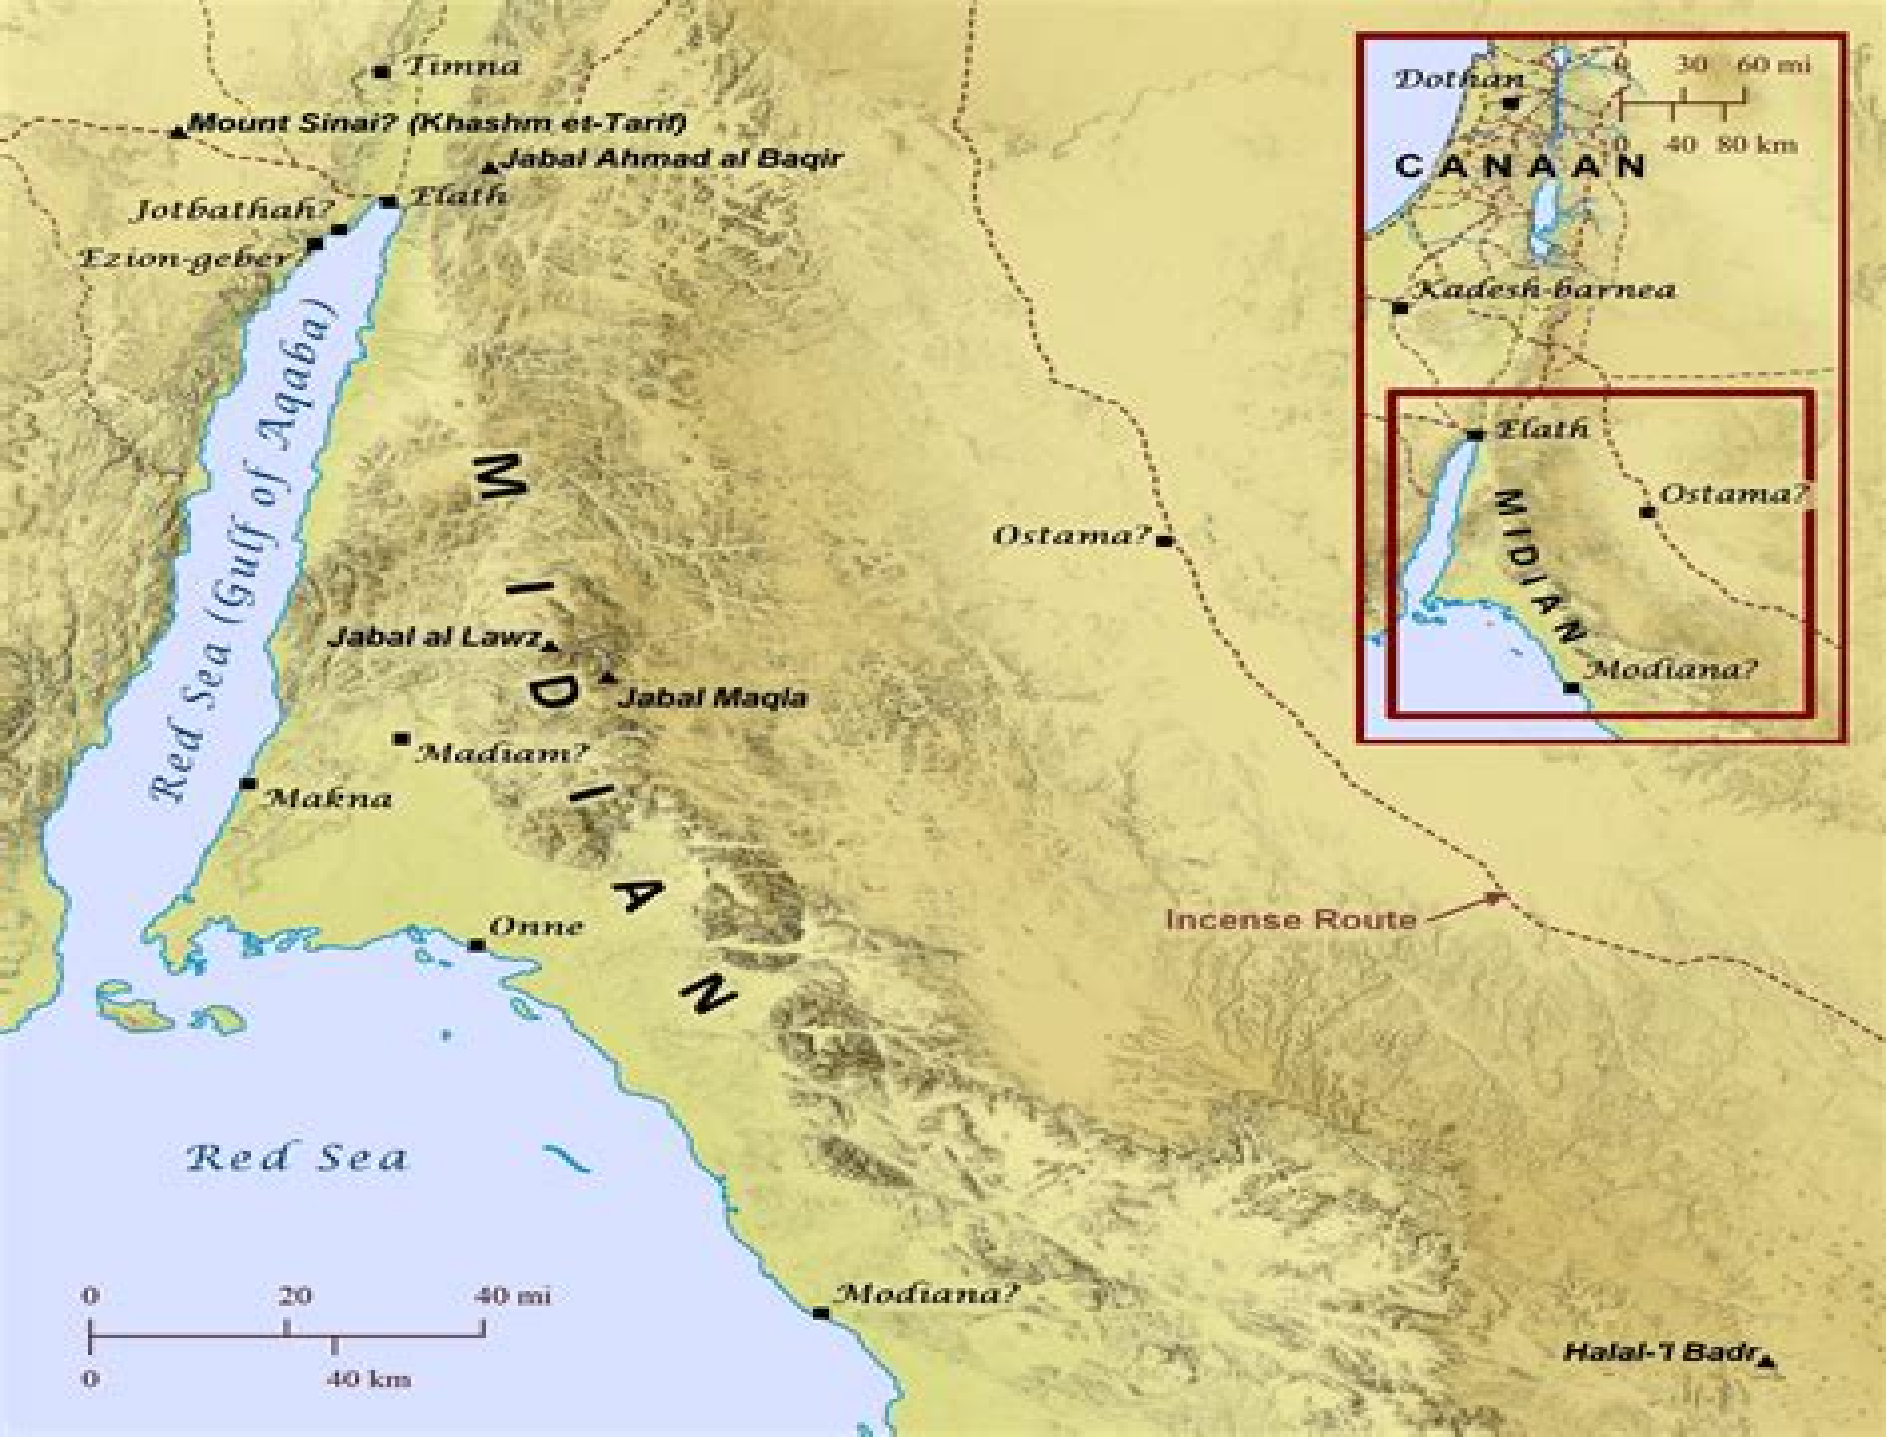 Timna
Mount Sinai? (Khashm et-Tarif)
Jabal Ahmad al Baqir
Elath
Jotbathah?
Ezion-geber?
Red Sea (Gulf of Aqaba)
MIDIAN
Ostama?
Jabal al Lawz
Jabal Maqla
Madiam?
Makna
Onne
Incense Route
Red Sea
Modiana?
Halal-'l Badr
0 20 40 mi
0 40 km
Dothan
0 30 60 mi
0 40 80 km
CANAAN
Kadesh-barnea
Elath
Ostama?
MIDIAN
Modiana?